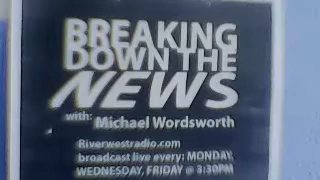 BREAKING
DOWN THE
NEWS
with: Michael Wordsworth
Riverwestradio.com
broadcast live every: MONDAY,
WEDNESDAY, FRIDAY @ 3:30PM